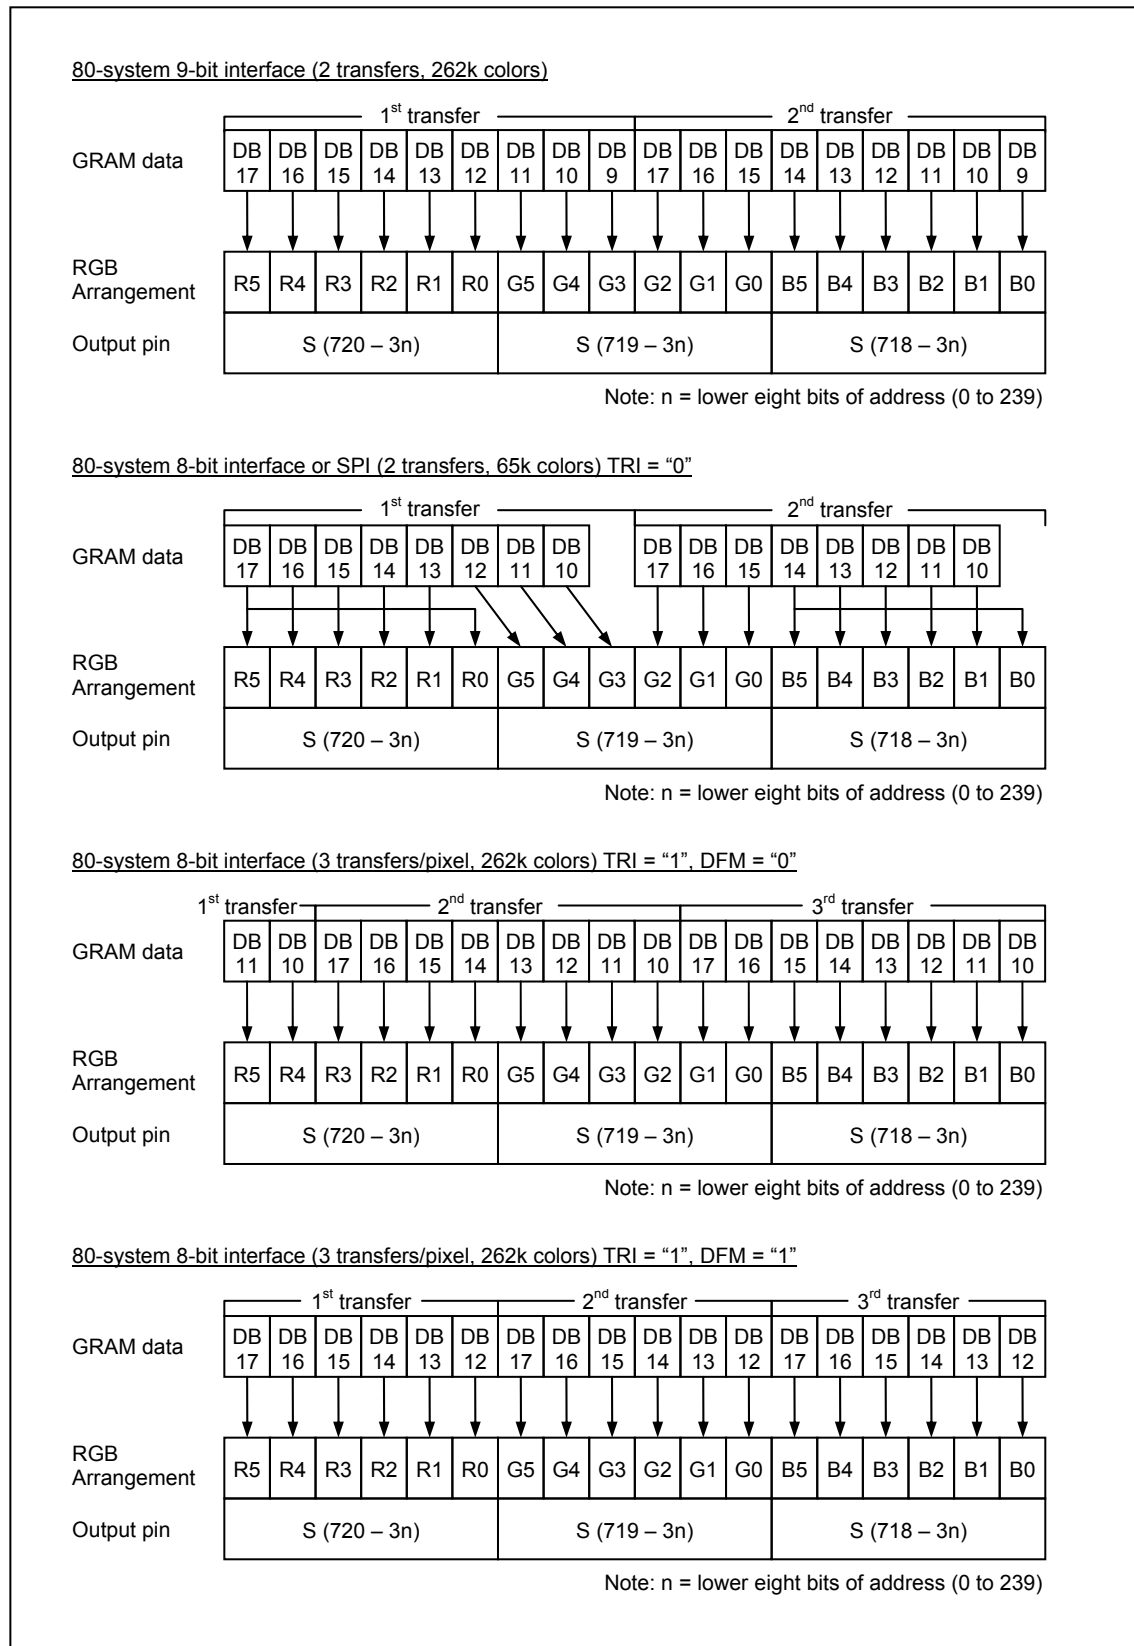 80-system 9-bit interface (2 transfers, 262k colors)
1st transfer 2nd transfer
GRAM data DB 17 DB 16 DB 15 DB 14 DB 13 DB 12 DB 11 DB 10 DB 9 DB 17 DB 16 DB 15 DB 14 DB 13 DB 12 DB 11 DB 10 DB 9
RGB Arrangement R5 R4 R3 R2 R1 R0 G5 G4 G3 G2 G1 G0 B5 B4 B3 B2 B1 B0
Output pin S (720 – 3n) S (719 – 3n) S (718 – 3n)
Note: n = lower eight bits of address (0 to 239)
80-system 8-bit interface or SPI (2 transfers, 65k colors) TRI = “0”
1st transfer 2nd transfer
GRAM data DB 17 DB 16 DB 15 DB 14 DB 13 DB 12 DB 11 DB 10 DB 17 DB 16 DB 15 DB 14 DB 13 DB 12 DB 11 DB 10
RGB Arrangement R5 R4 R3 R2 R1 R0 G5 G4 G3 G2 G1 G0 B5 B4 B3 B2 B1 B0
Output pin S (720 – 3n) S (719 – 3n) S (718 – 3n)
Note: n = lower eight bits of address (0 to 239)
80-system 8-bit interface (3 transfers/pixel, 262k colors) TRI = “1”, DFM = “0”
1st transfer 2nd transfer 3rd transfer
GRAM data DB 11 DB 10 DB 17 DB 16 DB 15 DB 14 DB 13 DB 12 DB 11 DB 10 DB 17 DB 16 DB 15 DB 14 DB 13 DB 12 DB 11 DB 10
RGB Arrangement R5 R4 R3 R2 R1 R0 G5 G4 G3 G2 G1 G0 B5 B4 B3 B2 B1 B0
Output pin S (720 – 3n) S (719 – 3n) S (718 – 3n)
Note: n = lower eight bits of address (0 to 239)
80-system 8-bit interface (3 transfers/pixel, 262k colors) TRI = “1”, DFM = “1”
1st transfer 2nd transfer 3rd transfer
GRAM data DB 17 DB 16 DB 15 DB 14 DB 13 DB 12 DB 17 DB 16 DB 15 DB 14 DB 13 DB 12 DB 17 DB 16 DB 15 DB 14 DB 13 DB 12
RGB Arrangement R5 R4 R3 R2 R1 R0 G5 G4 G3 G2 G1 G0 B5 B4 B3 B2 B1 B0
Output pin S (720 – 3n) S (719 – 3n) S (718 – 3n)
Note: n = lower eight bits of address (0 to 239)